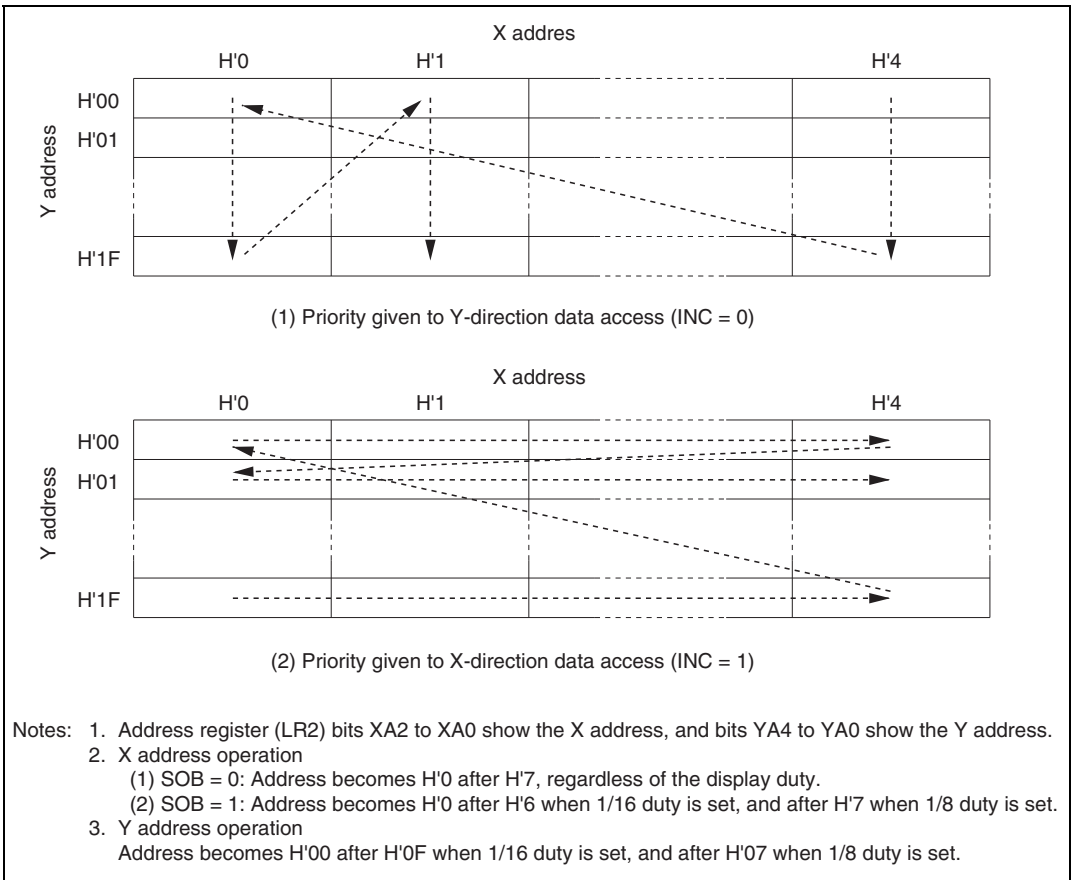 X addres
H'0 H'1 H'4
H'00
H'01
Y address
H'1F
(1) Priority given to Y-direction data access (INC = 0)
X address
H'0 H'1 H'4
H'00
H'01
Y address
H'1F
(2) Priority given to X-direction data access (INC = 1)
Notes: 1. Address register (LR2) bits XA2 to XA0 show the X address, and bits YA4 to YA0 show the Y address.
2. X address operation
(1) SOB = 0: Address becomes H'0 after H'7, regardless of the display duty.
(2) SOB = 1: Address becomes H'0 after H'6 when 1/16 duty is set, and after H'7 when 1/8 duty is set.
3. Y address operation
Address becomes H'00 after H'0F when 1/16 duty is set, and after H'07 when 1/8 duty is set.